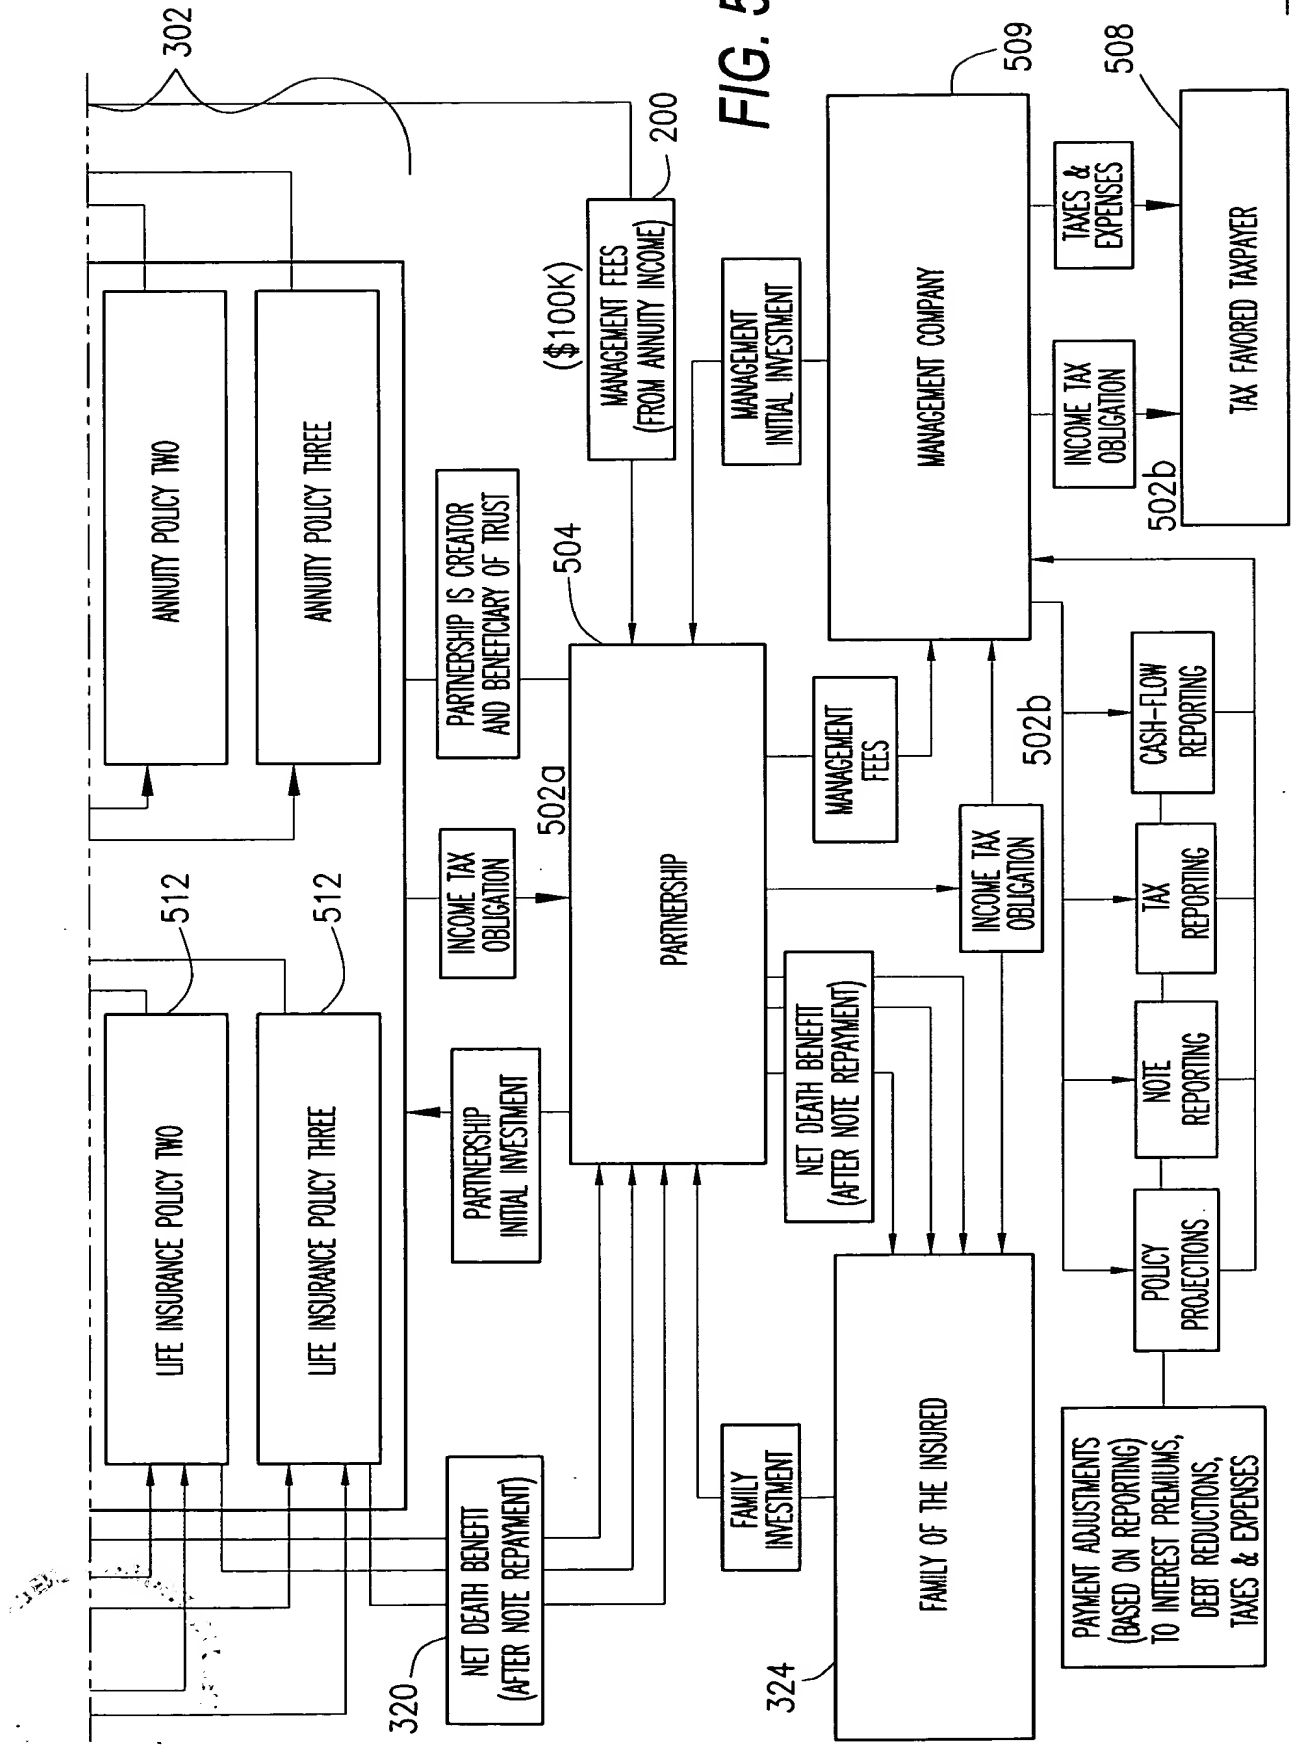 302
ANNUITY POLICY TWO
ANNUITY POLICY THREE
LIFE INSURANCE POLICY TWO
512
LIFE INSURANCE POLICY THREE
512
320
NET DEATH BENEFIT
(AFTER NOTE REPAYMENT)
PARTNERSHIP
INITIAL INVESTMENT
INCOME TAX
OBLIGATION
PARTNERSHIP IS CREATOR
AND BENEFICIARY OF TRUST
($100K)
MANAGEMENT FEES
(FROM ANNUITY INCOME)
200
502a
504
PARTNERSHIP
FIG. 5
FAMILY
INVESTMENT
NET DEATH BENEFIT
(AFTER NOTE REPAYMENT)
MANAGEMENT
FEES
MANAGEMENT
INITIAL INVESTMENT
324
FAMILY OF THE INSURED
INCOME TAX
OBLIGATION
MANAGEMENT COMPANY
509
502b
PAYMENT ADJUSTMENTS
(BASED ON REPORTING)
TO INTEREST PREMIUMS,
DEBT REDUCTIONS,
TAXES & EXPENSES
POLICY
PROJECTIONS
NOTE
REPORTING
TAX
REPORTING
CASH-FLOW
REPORTING
INCOME TAX
OBLIGATION
TAXES &
EXPENSES
502b
508
TAX FAVORED TAXPAYER